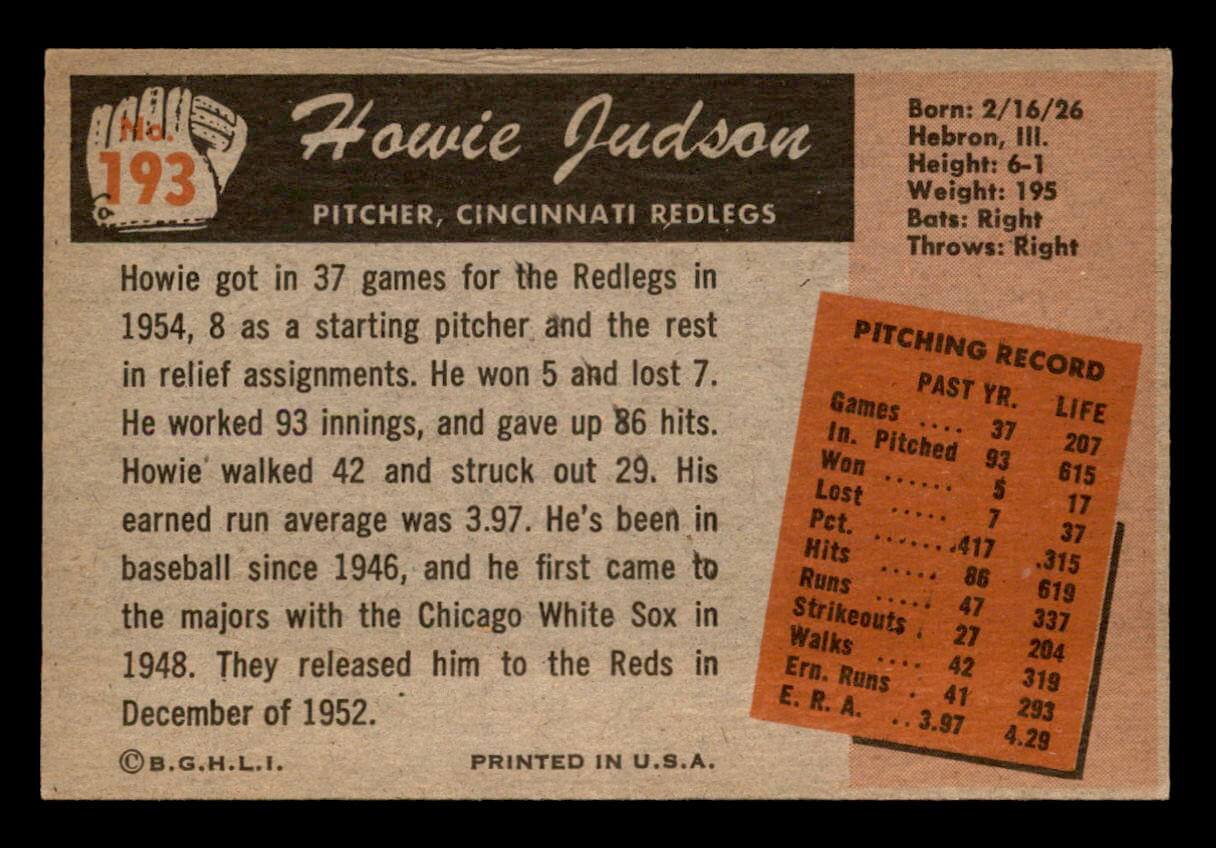 No.
193
Howie Judson
PITCHER, CINCINNATI REDLEGS
Born: 2/16/26
Hebron, Ill.
Height: 6-1
Weight: 195
Bats: Right
Throws: Right
Howie got in 37 games for the Redlegs in
1954, 8 as a starting pitcher and the rest
in relief assignments. He won 5 and lost 7.
He worked 93 innings, and gave up 86 hits.
Howie walked 42 and struck out 29. His
earned run average was 3.97. He's been in
baseball since 1946, and he first came to
the majors with the Chicago White Sox in
1948. They released him to the Reds in
December of 1952.
©B.G.H.L.I. PRINTED IN U.S.A.
PITCHING RECORD
PAST YR. LIFE
Games .... 37 207
In. Pitched 93 615
Won ...... 5 17
Lost ..... 7 37
Pct. .......417 .315
Hits ..... 86 619
Runs ..... 47 337
Strikeouts . 27 204
Walks .... 42 319
Ern. Runs . 41 293
E. R. A. ..3.97 4.29